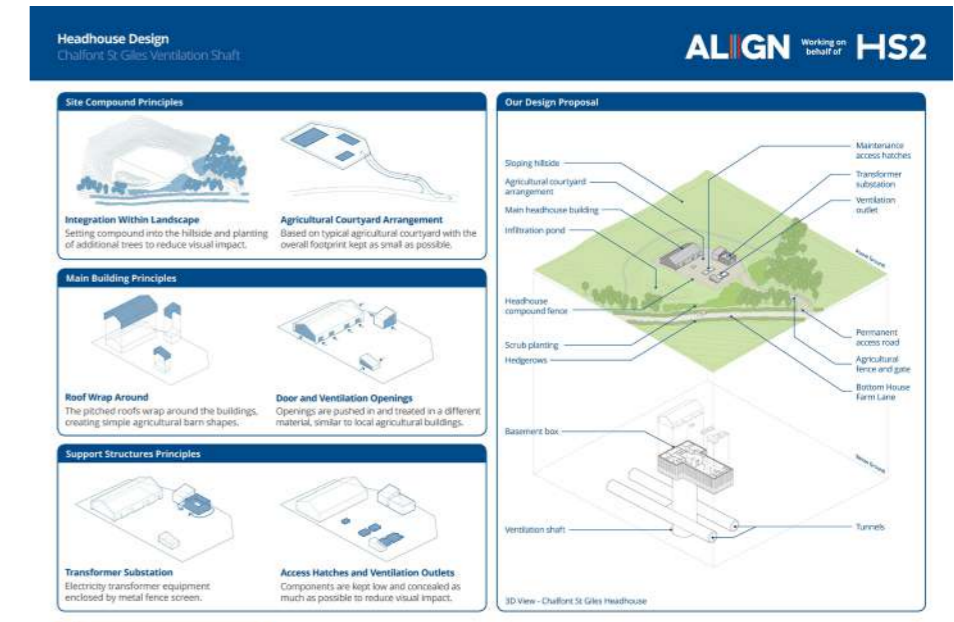 Headhouse Design
Chalfont St Giles Ventilation Shaft
ALIGN
Working on
behalf of
HS2
Site Compound Principles
Integration Within Landscape
Setting compound into the hillside and planting
of additional trees to reduce visual impact.
Agricultural Courtyard Arrangement
Based on typical agricultural courtyard with the
overall footprint kept as small as possible.
Main Building Principles
Roof Wrap Around
The pitched roofs wrap around the buildings,
creating simple agricultural barn shapes.
Door and Ventilation Openings
Openings are pushed in and treated in a different
material, similar to local agricultural buildings.
Support Structures Principles
Transformer Substation
Electricity transformer equipment
enclosed by metal fence screen.
Access Hatches and Ventilation Outlets
Components are kept low and concealed as
much as possible to reduce visual impact.
Our Design Proposal
Sloping hillside
Agricultural courtyard
arrangement
Main headhouse building
Infiltration pond
Headhouse
compound fence
Scrub planting
Hedgerows
Basement box
Ventilation shaft
Maintenance
access hatches
Transformer
substation
Ventilation
outlet
Above Ground
Permanent
access road
Agricultural
fence and gate
Bottom House
Farm Lane
Below Ground
Tunnels
3D View - Chalfont St Giles Headhouse